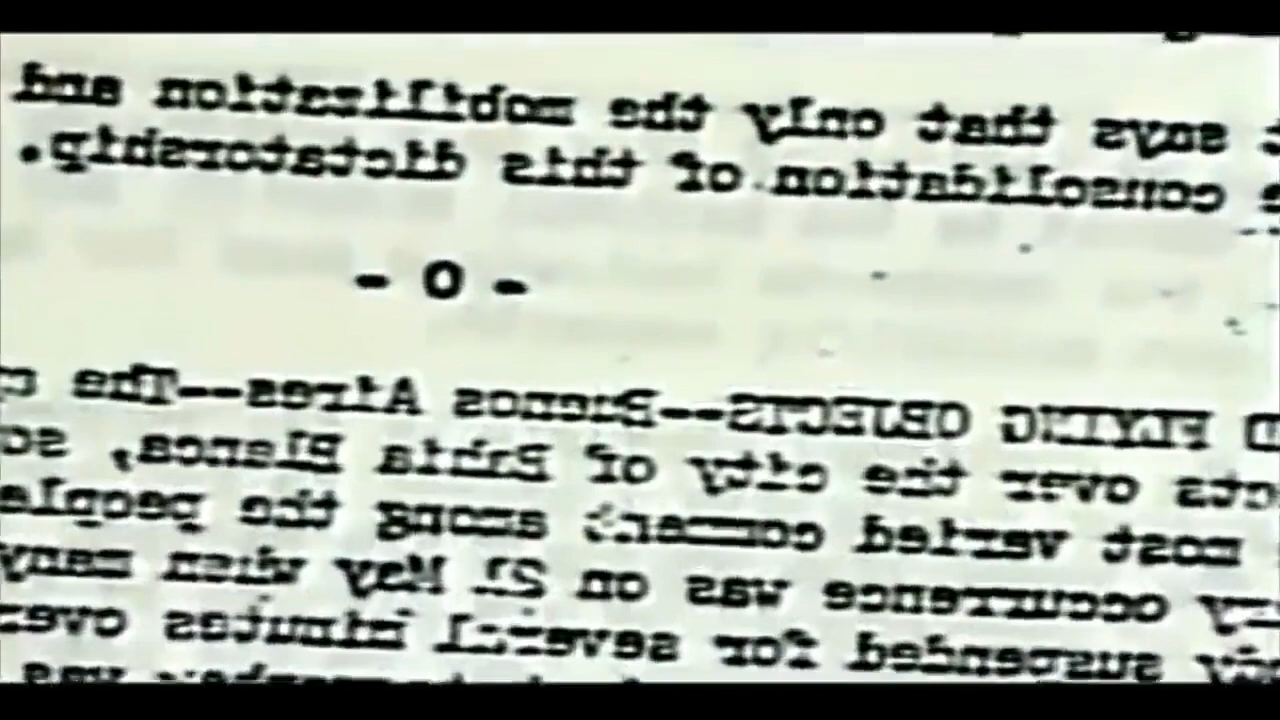 says that only the mobilization and
consolidation of this dictatorship.
- 0 -
FLYING OBJECTS--Buenos Aires--The
over the city of Bahia Blanca,
most varied comment among the people
occurrence was on 21 May when many
suspended for several minutes over
was